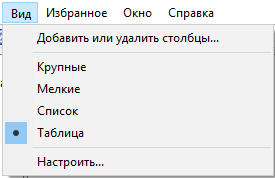 Вид Избранное Окно Справка
Добавить или удалить столбцы...
Крупные
Мелкие
Список
Таблица
Настроить...